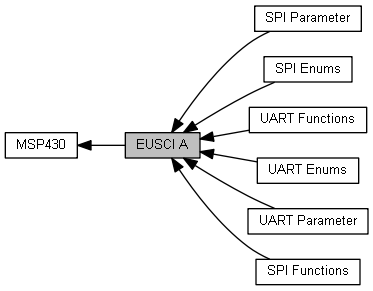 SPI Parameter
SPI Enums
UART Functions
MSP430
EUSCI A
UART Enums
UART Parameter
SPI Functions